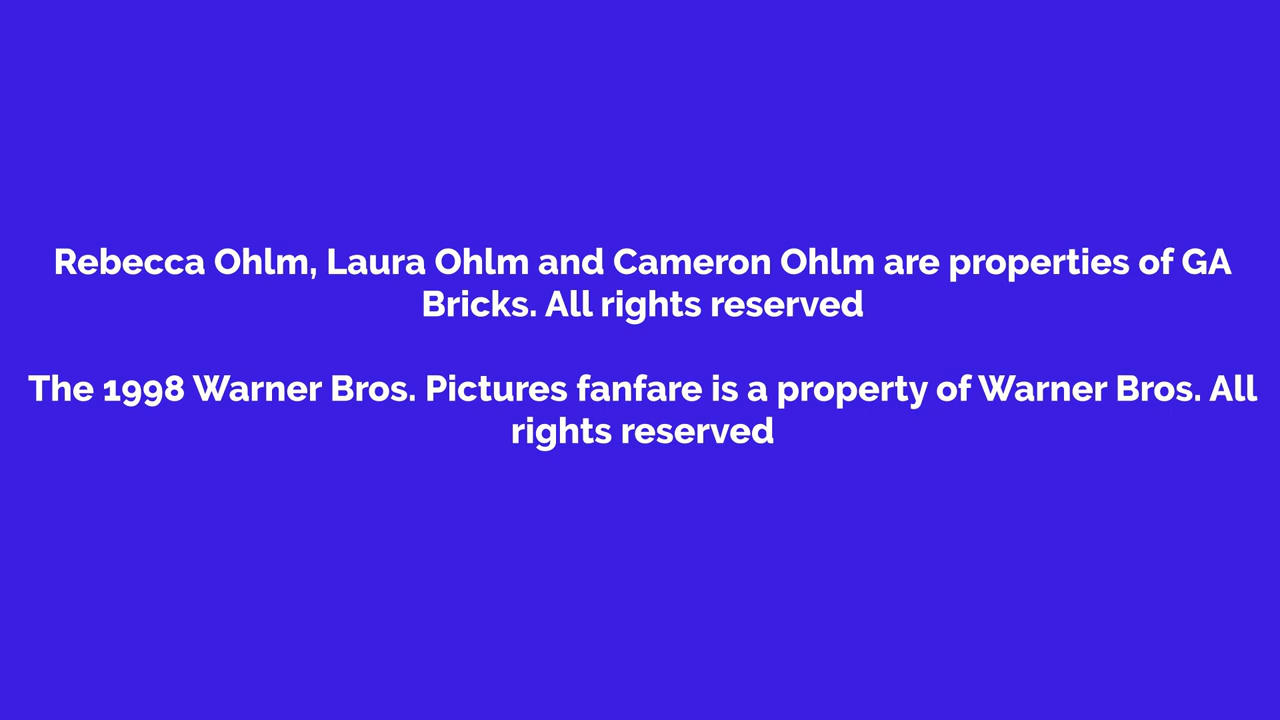 Rebecca Ohlm, Laura Ohlm and Cameron Ohlm are properties of GA
Bricks. All rights reserved
The 1998 Warner Bros. Pictures fanfare is a property of Warner Bros. All
rights reserved